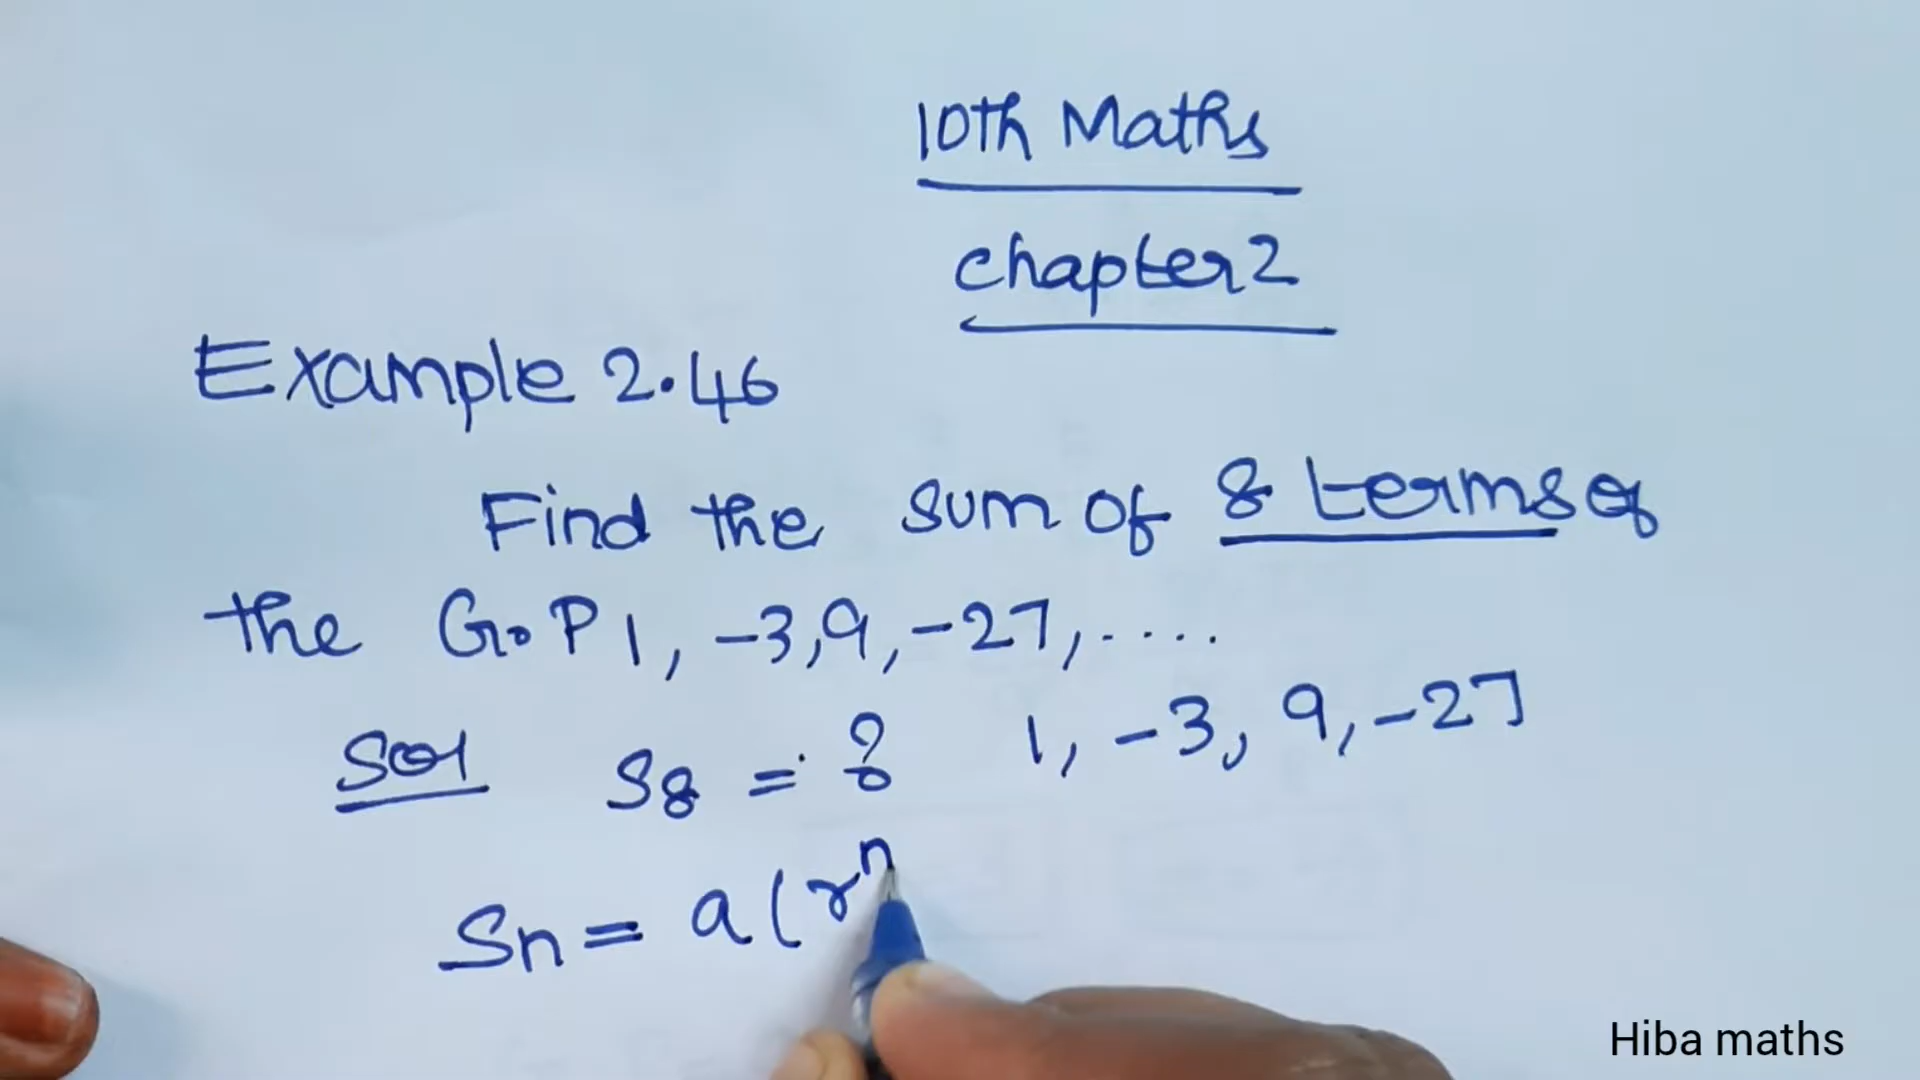 10th Maths
chapter 2
Example 2.46
Find the sum of 8 terms of
the G.P 1, -3, 9, -27, ....
Sol S8 = ? 1, -3, 9, -27
Sn = a(r^n
Hiba maths